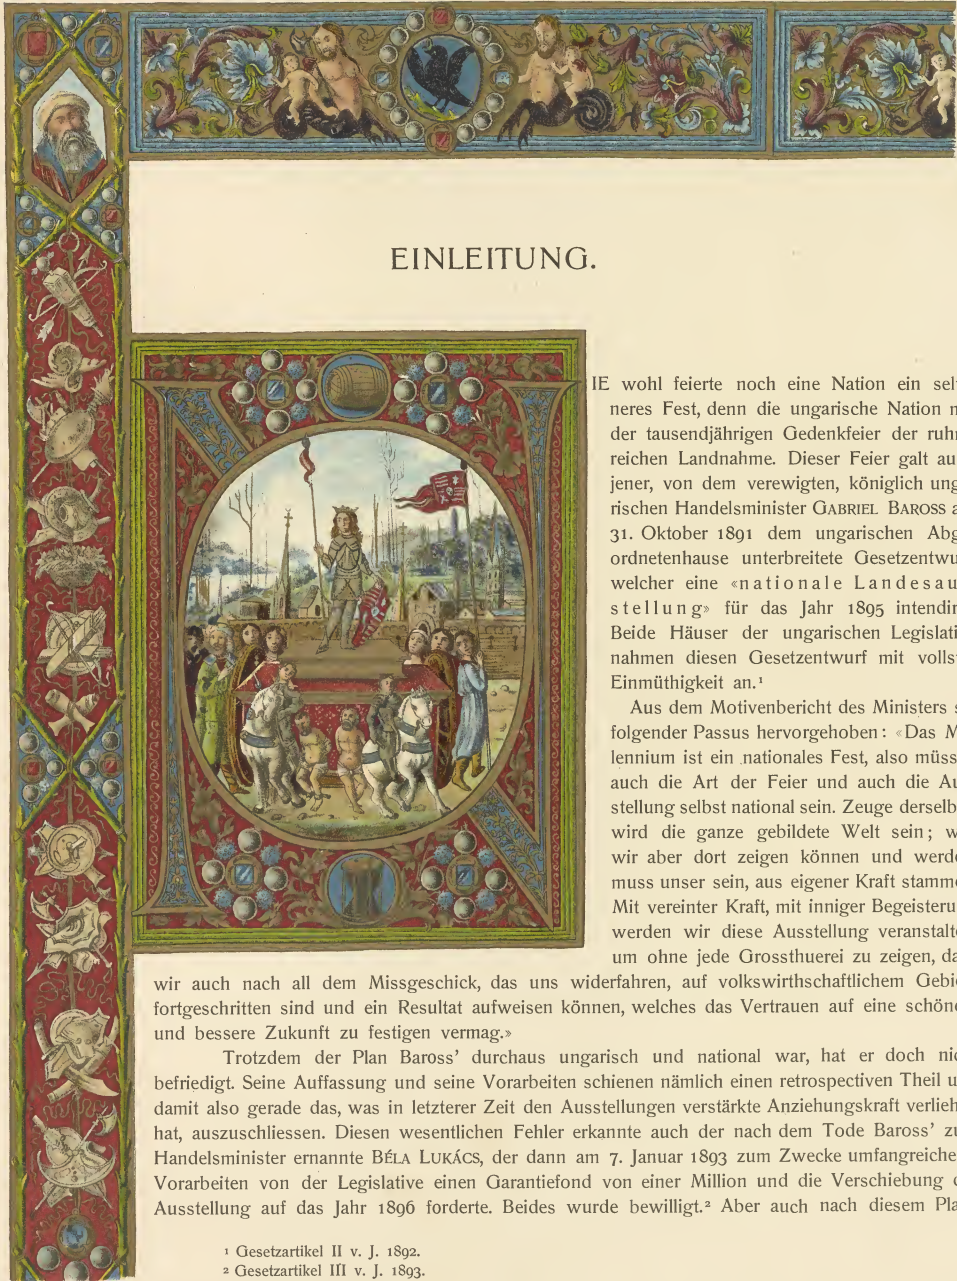 EINLEITUNG.
NIE wohl feierte noch eine Nation ein sel
neres Fest, denn die ungarische Nation
der tausendjährigen Gedenkfeier der ruh
reichen Landnahme. Dieser Feier galt au
jener, von dem verewigten, königlich ung
rischen Handelsminister GABRIEL BAROSS a
31. Oktober 1891 dem ungarischen Abg
ordnetenhause unterbreitete Gesetzentwu
welcher eine «nationale Landesau
stellung» für das Jahr 1895 intendir
Beide Häuser der ungarischen Legislati
nahmen diesen Gesetzentwurf mit volls
Einmüthigkeit an.¹
Aus dem Motivenbericht des Ministers s
folgender Passus hervorgehoben: «Das M
lennium ist ein nationales Fest, also müss
auch die Art der Feier und auch die Au
stellung selbst national sein. Zeuge derselb
wird die ganze gebildete Welt sein; w
wir aber dort zeigen können und werde
muss unser sein, aus eigener Kraft stamme
Mit vereinter Kraft, mit inniger Begeisteru
werden wir diese Ausstellung veranstalte
um ohne jede Grossthuerei zu zeigen, da
wir auch nach all dem Missgeschick, das uns widerfahren, auf volkswirthschaftlichem Gebie
fortgeschritten sind und ein Resultat aufweisen können, welches das Vertrauen auf eine schöne
und bessere Zukunft zu festigen vermag.»
Trotzdem der Plan Baross’ durchaus ungarisch und national war, hat er doch nic
befriedigt. Seine Auffassung und seine Vorarbeiten schienen nämlich einen retrospectiven Theil u
damit also gerade das, was in letzterer Zeit den Ausstellungen verstärkte Anziehungskraft verlieh
hat, auszuschliessen. Diesen wesentlichen Fehler erkannte auch der nach dem Tode Baross’ zu
Handelsminister ernannte BÉLA LUKÁCS, der dann am 7. Januar 1893 zum Zwecke umfangreiche
Vorarbeiten von der Legislative einen Garantiefond von einer Million und die Verschiebung d
Ausstellung auf das Jahr 1896 forderte. Beides wurde bewilligt.² Aber auch nach diesem Pla
¹ Gesetzartikel II v. J. 1892.
² Gesetzartikel III v. J. 1893.